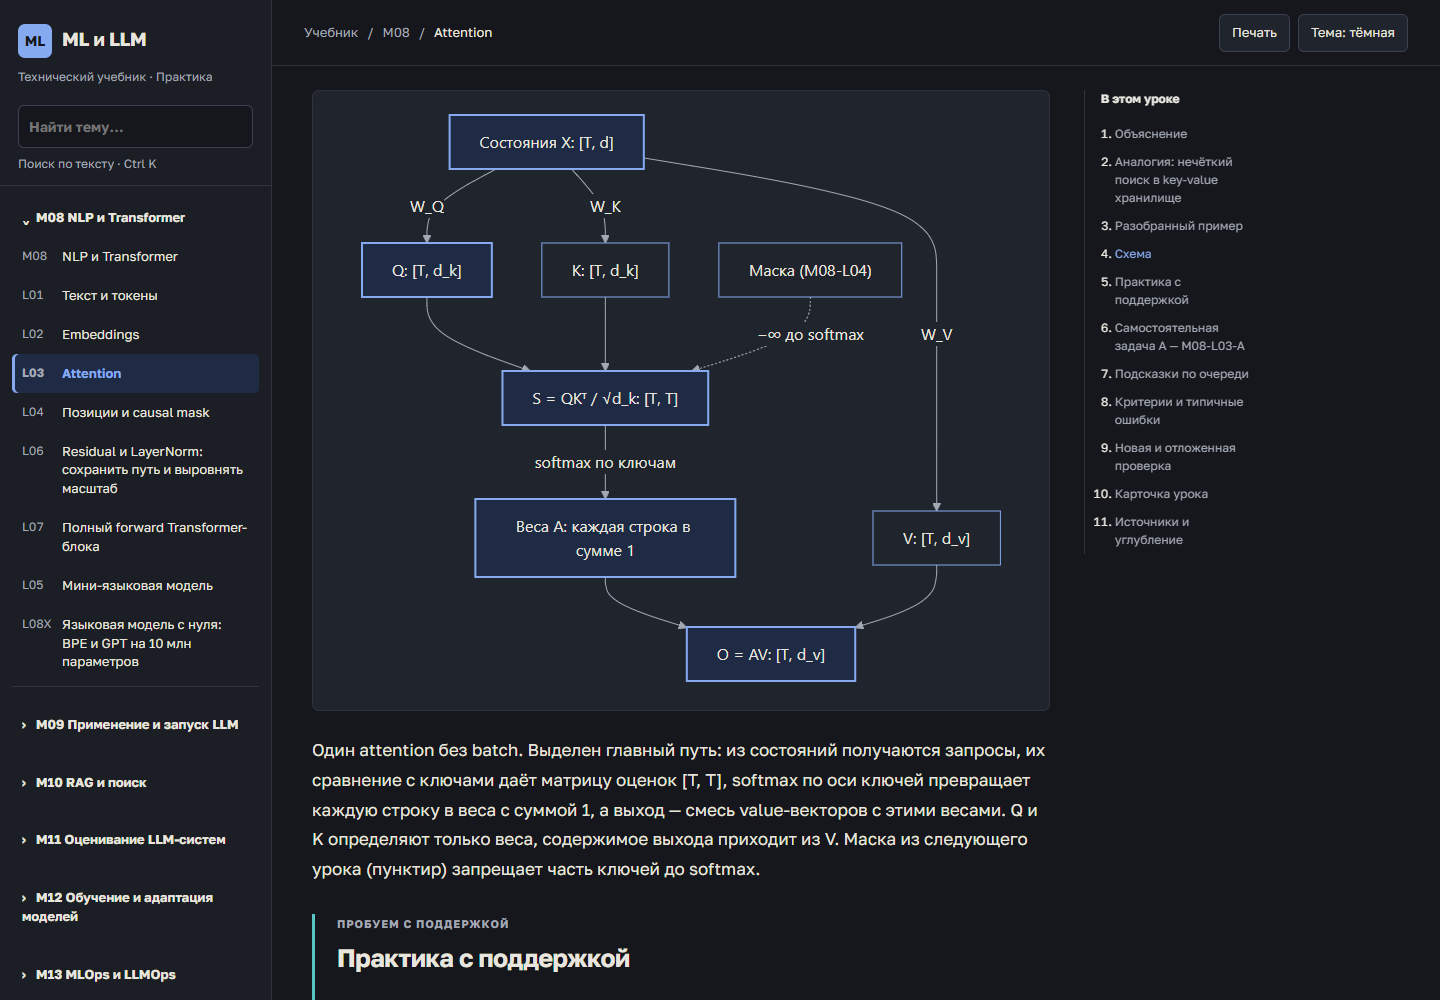 ML
ML и LLM
Технический учебник · Практика
Найти тему...
Поиск по тексту · Ctrl K
M08 NLP и Transformer
M08 NLP и Transformer
L01 Текст и токены
L02 Embeddings
L03 Attention
L04 Позиции и causal mask
L06 Residual и LayerNorm:
сохранить путь и выровнять
масштаб
L07 Полный forward Transformer-
блока
L05 Мини-языковая модель
L08X Языковая модель с нуля:
BPE и GPT на 10 млн
параметров
M09 Применение и запуск LLM
M10 RAG и поиск
M11 Оценивание LLM-систем
M12 Обучение и адаптация
моделей
M13 MLOps и LLMOps
Учебник / M08 / Attention
Печать
Тема: тёмная
Состояния X: [T, d]
W_Q
W_K
Q: [T, d_k]
K: [T, d_k]
Маска (M08-L04)
−∞ до softmax
W_V
S = QKᵀ / √d_k: [T, T]
softmax по ключам
Веса A: каждая строка в
сумме 1
V: [T, d_v]
O = AV: [T, d_v]
Один attention без batch. Выделен главный путь: из состояний получаются запросы, их
сравнение с ключами даёт матрицу оценок [T, T], softmax по оси ключей превращает
каждую строку в веса с суммой 1, а выход — смесь value-векторов с этими весами. Q и
K определяют только веса, содержимое выхода приходит из V. Маска из следующего
урока (пунктир) запрещает часть ключей до softmax.
ПРОБУЕМ С ПОДДЕРЖКОЙ
Практика с поддержкой
В этом уроке
1. Объяснение
2. Аналогия: нечёткий
поиск в key-value
хранилище
3. Разобранный пример
4. Схема
5. Практика с
поддержкой
6. Самостоятельная
задача A — M08-L03-A
7. Подсказки по очереди
8. Критерии и типичные
ошибки
9. Новая и отложенная
проверка
10. Карточка урока
11. Источники и
углубление